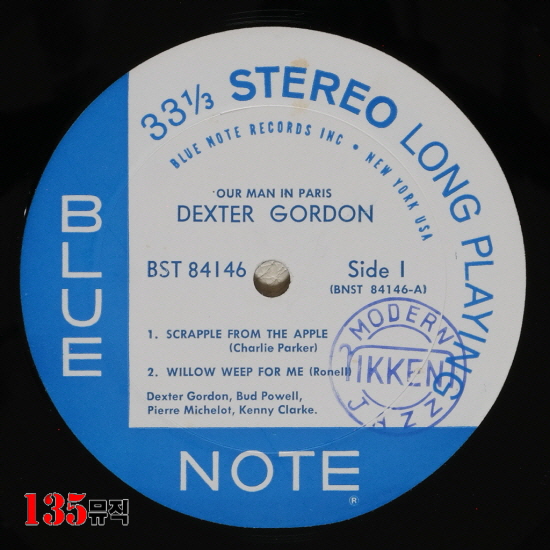 33 1/3 STEREO LONG PLAYING
BLUE NOTE RECORDS INC • NEW YORK USA
OUR MAN IN PARIS
DEXTER GORDON
BST 84146
Side 1
(BNST 84146-A)
1. SCRAPPLE FROM THE APPLE
(Charlie Parker)
2. WILLOW WEEP FOR ME (Ronell)
Dexter Gordon, Bud Powell,
Pierre Michelot, Kenny Clarke.
MODERN JAZZ
BLUE
NOTE
®
135뮤직